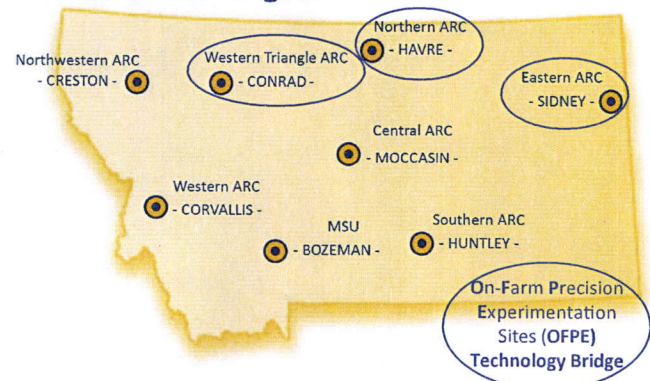 Northern ARC
- HAVRE -
Northwestern ARC
- CRESTON -
Western Triangle ARC
- CONRAD -
Eastern ARC
- SIDNEY -
Central ARC
- MOCCASIN -
Western ARC
- CORVALLIS -
MSU
- BOZEMAN -
Southern ARC
- HUNTLEY -
On-Farm Precision
Experimentation
Sites (OFPE)
Technology Bridge